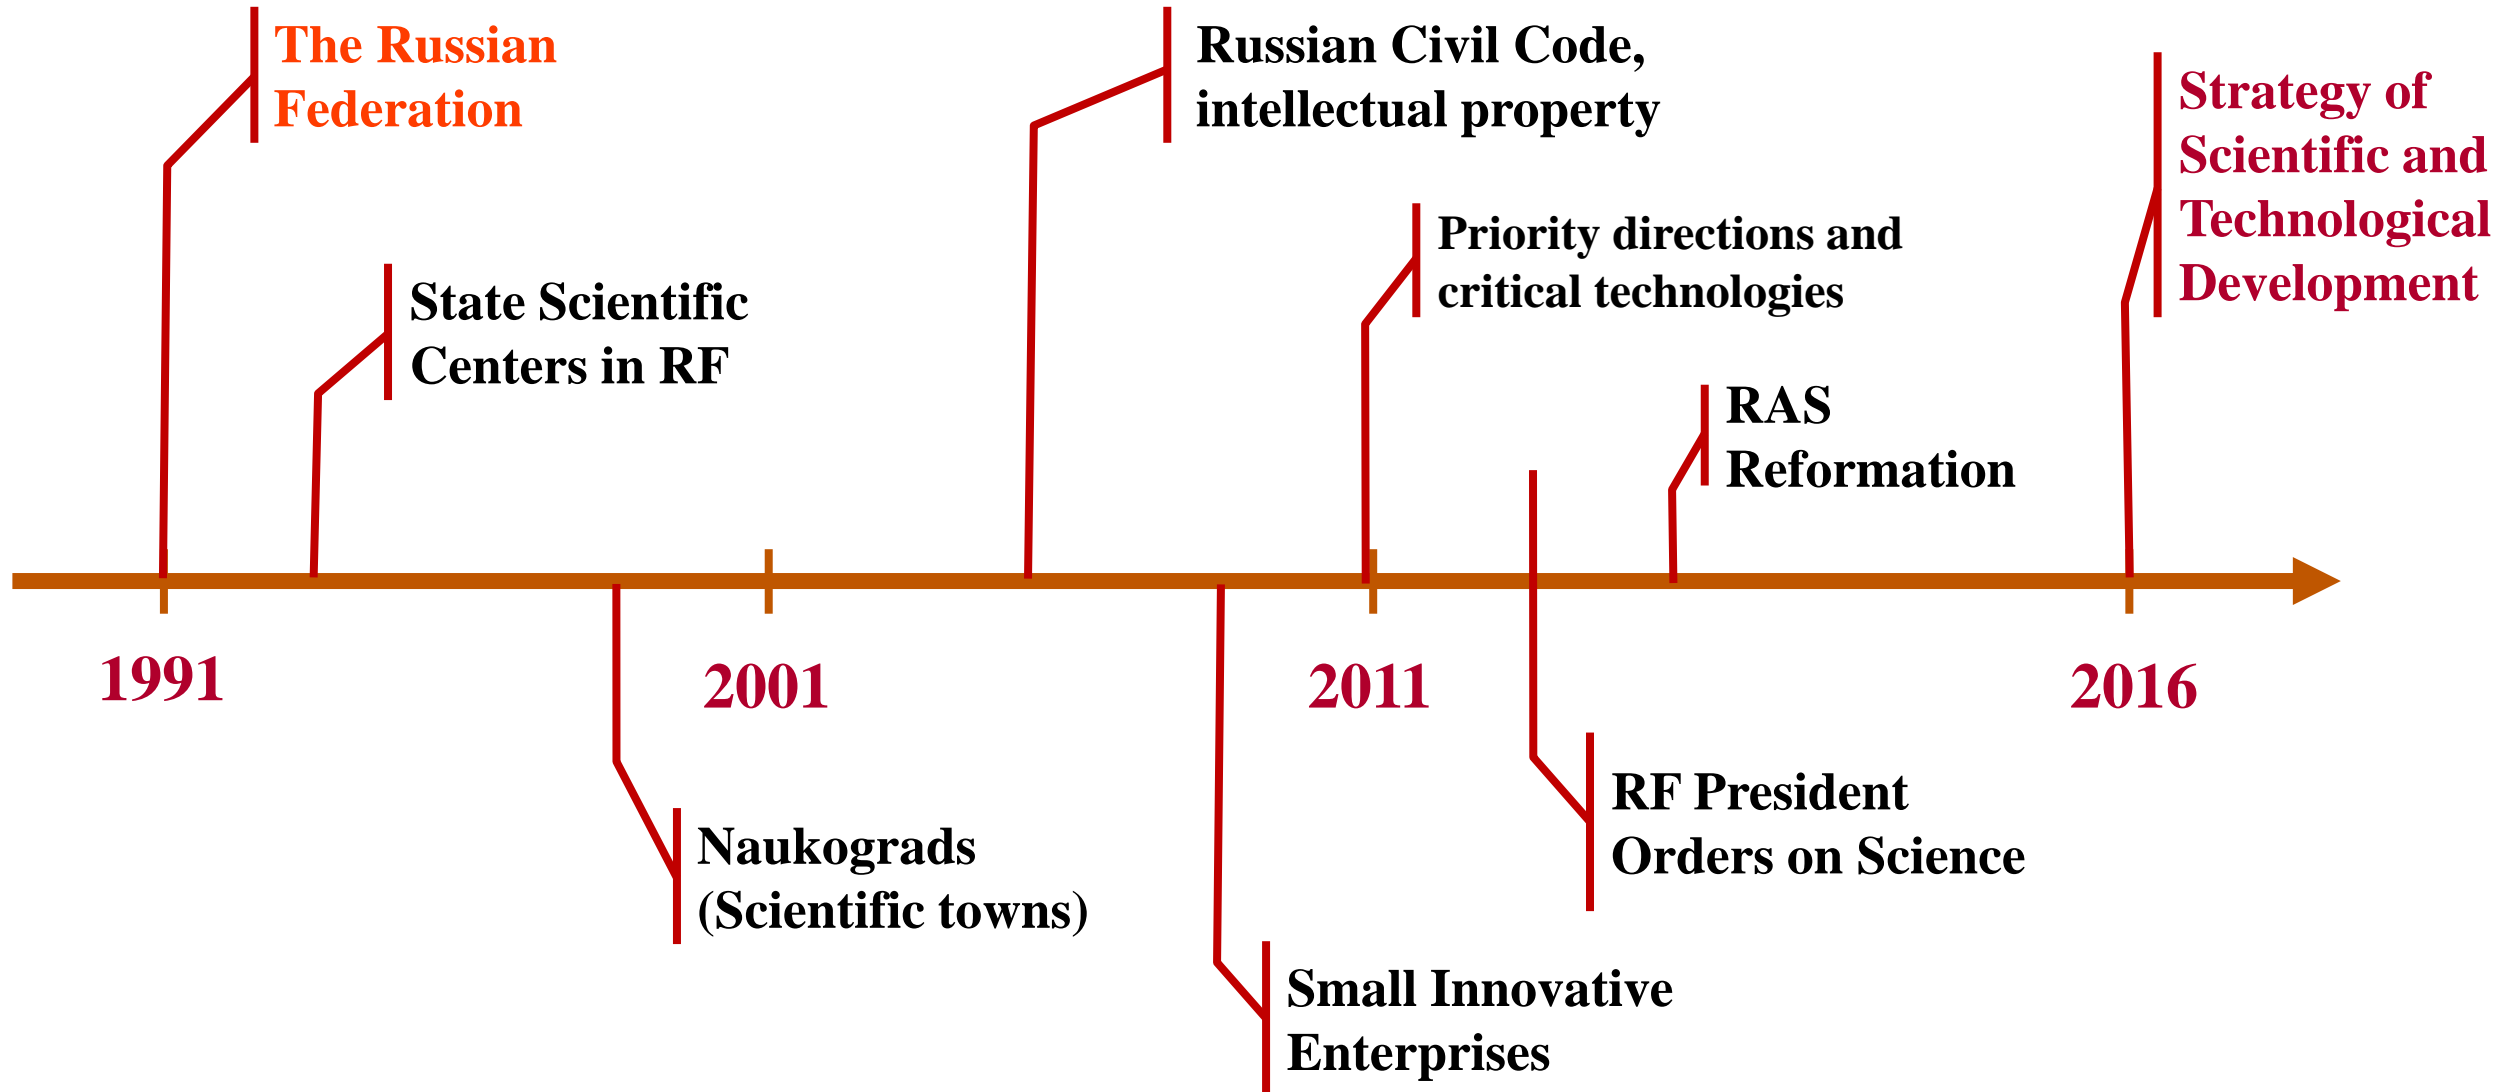 The Russian
Federation
Russian Civil Code,
intellectual property
Strategy of
Scientific and
Technological
Development
Priority directions and
critical technologies
State Scientific
Centers in RF
RAS
Reformation
1991
2001
2011
2016
RF President
Orders on Science
Naukograds
(Scientific towns)
Small Innovative
Enterprises